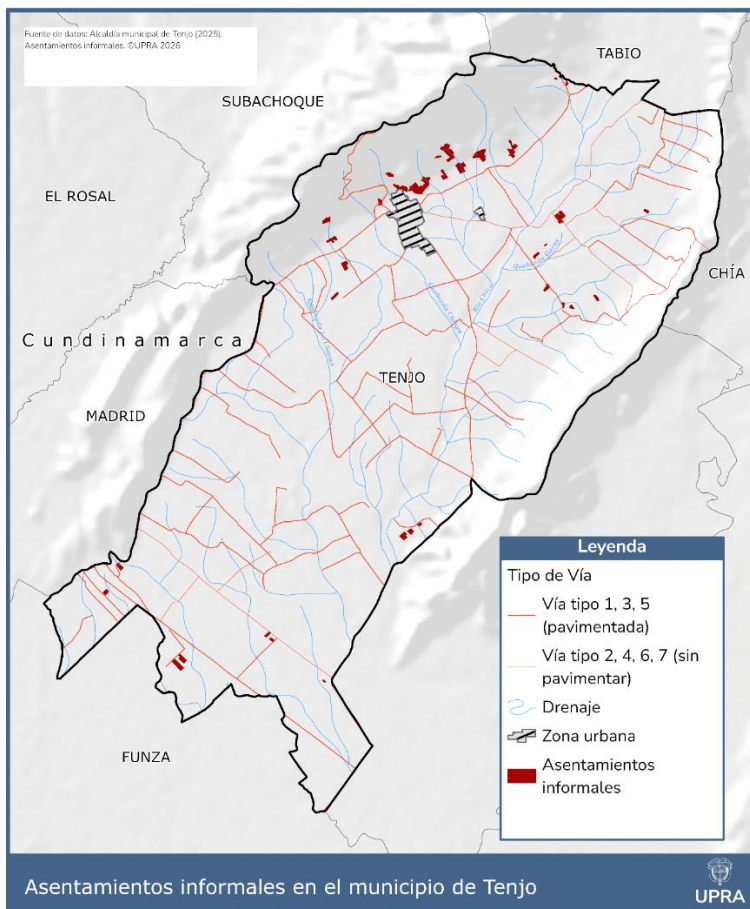 Fuente de datos: Alcaldía municipal de Tenjo (2025).
Asentamientos informales. ©UPRA 2026
TABIO
SUBACHOQUE
EL ROSAL
CHÍA
Cundinamarca
TENJO
MADRID
FUNZA
Río Chicú
Leyenda
Tipo de Vía
Vía tipo 1, 3, 5
(pavimentada)
Vía tipo 2, 4, 6, 7 (sin
pavimentar)
Drenaje
Zona urbana
Asentamientos
informales
Asentamientos informales en el municipio de Tenjo
UPRA